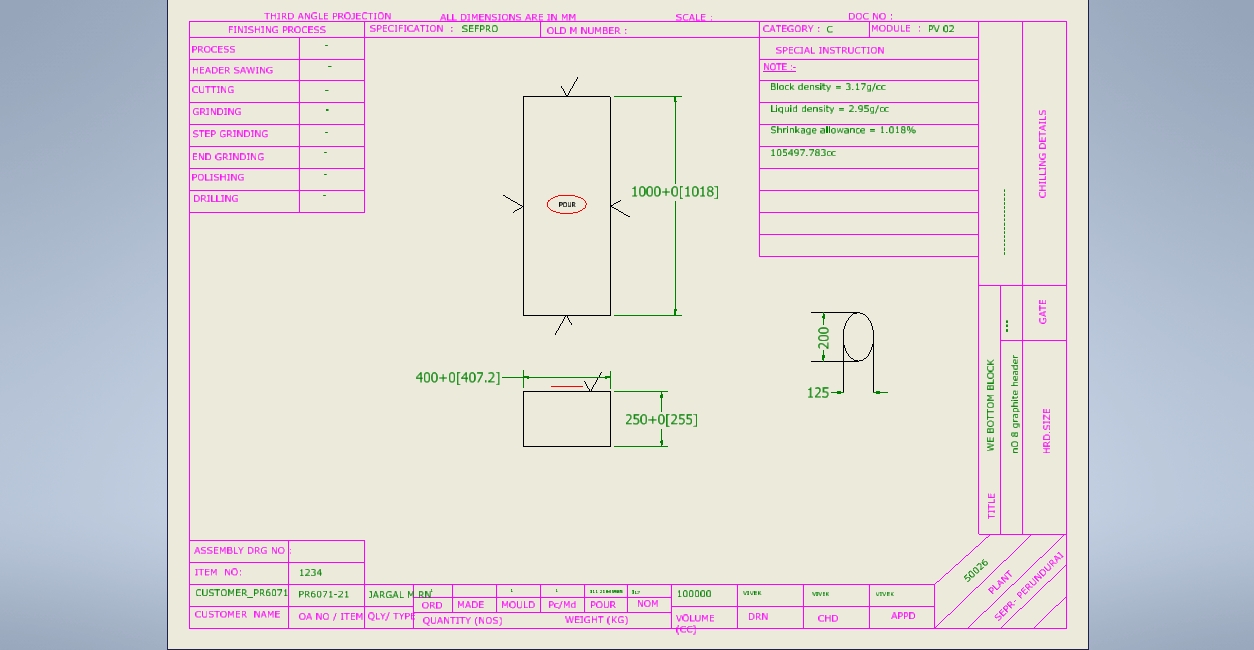 THIRD ANGLE PROJECTION ALL DIMENSIONS ARE IN MM SCALE : DOC NO :
FINISHING PROCESS SPECIFICATION : SEFPRO OLD M NUMBER : CATEGORY : C MODULE : PV 02
PROCESS -
HEADER SAWING -
CUTTING -
GRINDING -
STEP GRINDING -
END GRINDING -
POLISHING -
DRILLING -
SPECIAL INSTRUCTION
NOTE :-
Block density = 3.17g/cc
Liquid density = 2.95g/cc
Shrinkage allowance = 1.018%
105497.783cc
CHILLING DETAILS
1000+0[1018]
POUR
400+0[407.2]
250+0[255]
200
125
GATE
WE BOTTOM BLOCK
n0 8 graphite header
TITLE
HRD.SIZE
ASSEMBLY DRG NO :
ITEM NO: 1234
CUSTOMER_PR6071 PR6071-21 JARGAL M RN 1 1 100000 VIVEK VIVEK VIVEK
CUSTOMER NAME OA NO / ITEM QLY/ TYPE ORD MADE MOULD Pc/Md POUR NOM VOLUME (CC) DRN CHD APPD
QUANTITY (NOS) WEIGHT (KG)
50026
PLANT
SEPR- PERUNDURAI